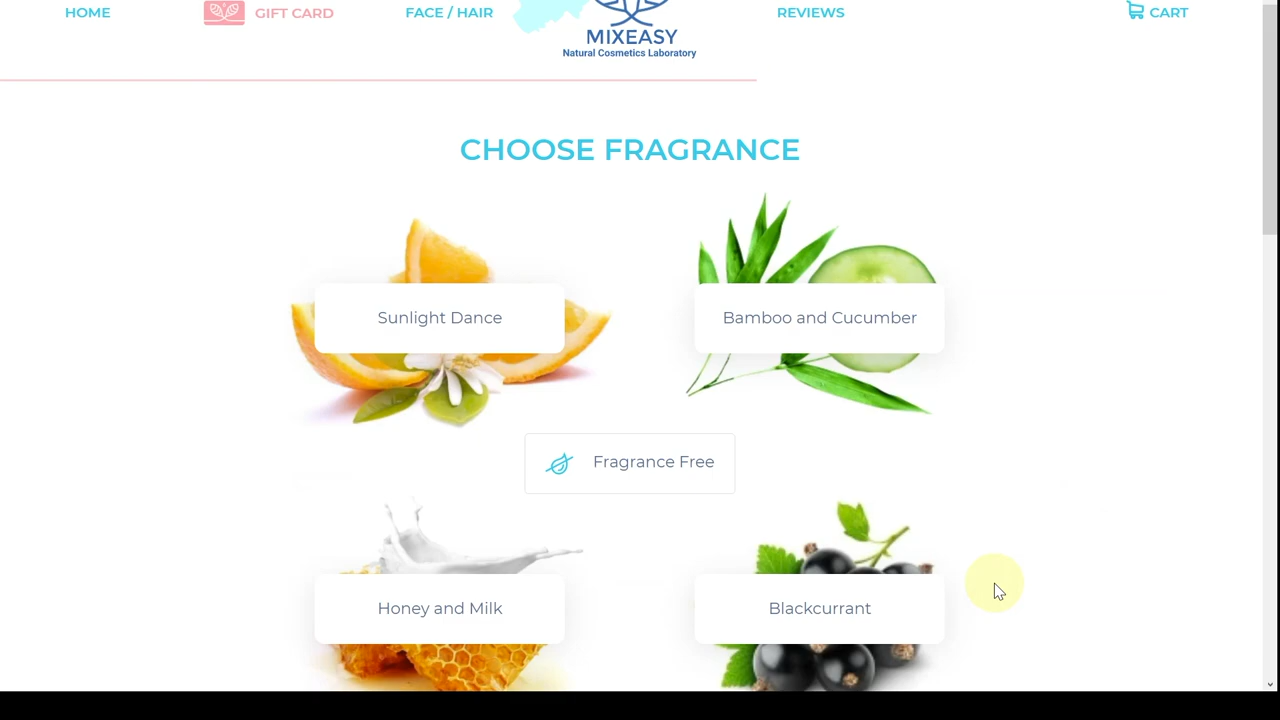 HOME
GIFT CARD
FACE / HAIR
MIXEASY
Natural Cosmetics Laboratory
REVIEWS
CART
CHOOSE FRAGRANCE
Sunlight Dance
Bamboo and Cucumber
Fragrance Free
Honey and Milk
Blackcurrant